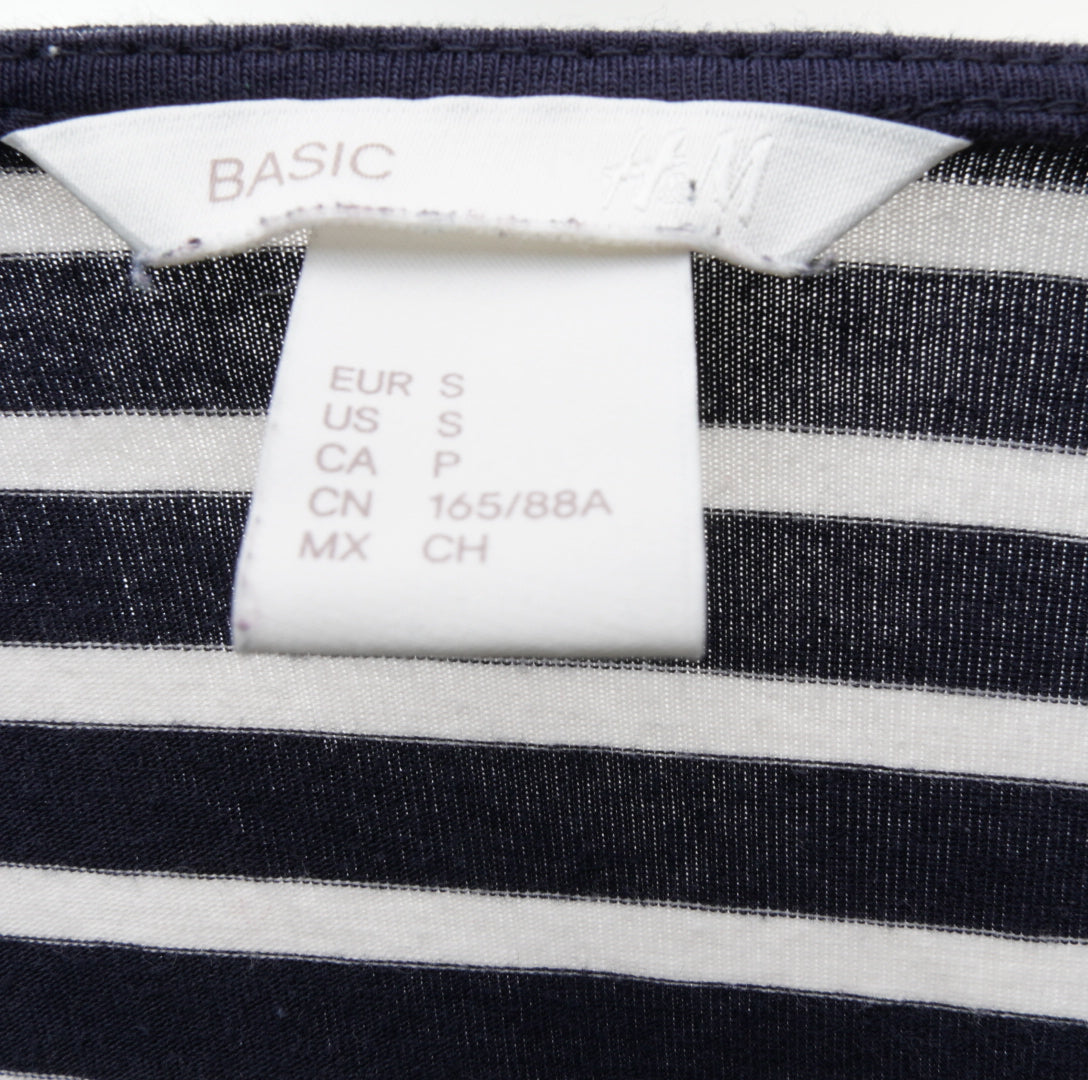 BASIC H&M
EUR S
US S
CA P
CN 165/88A
MX CH